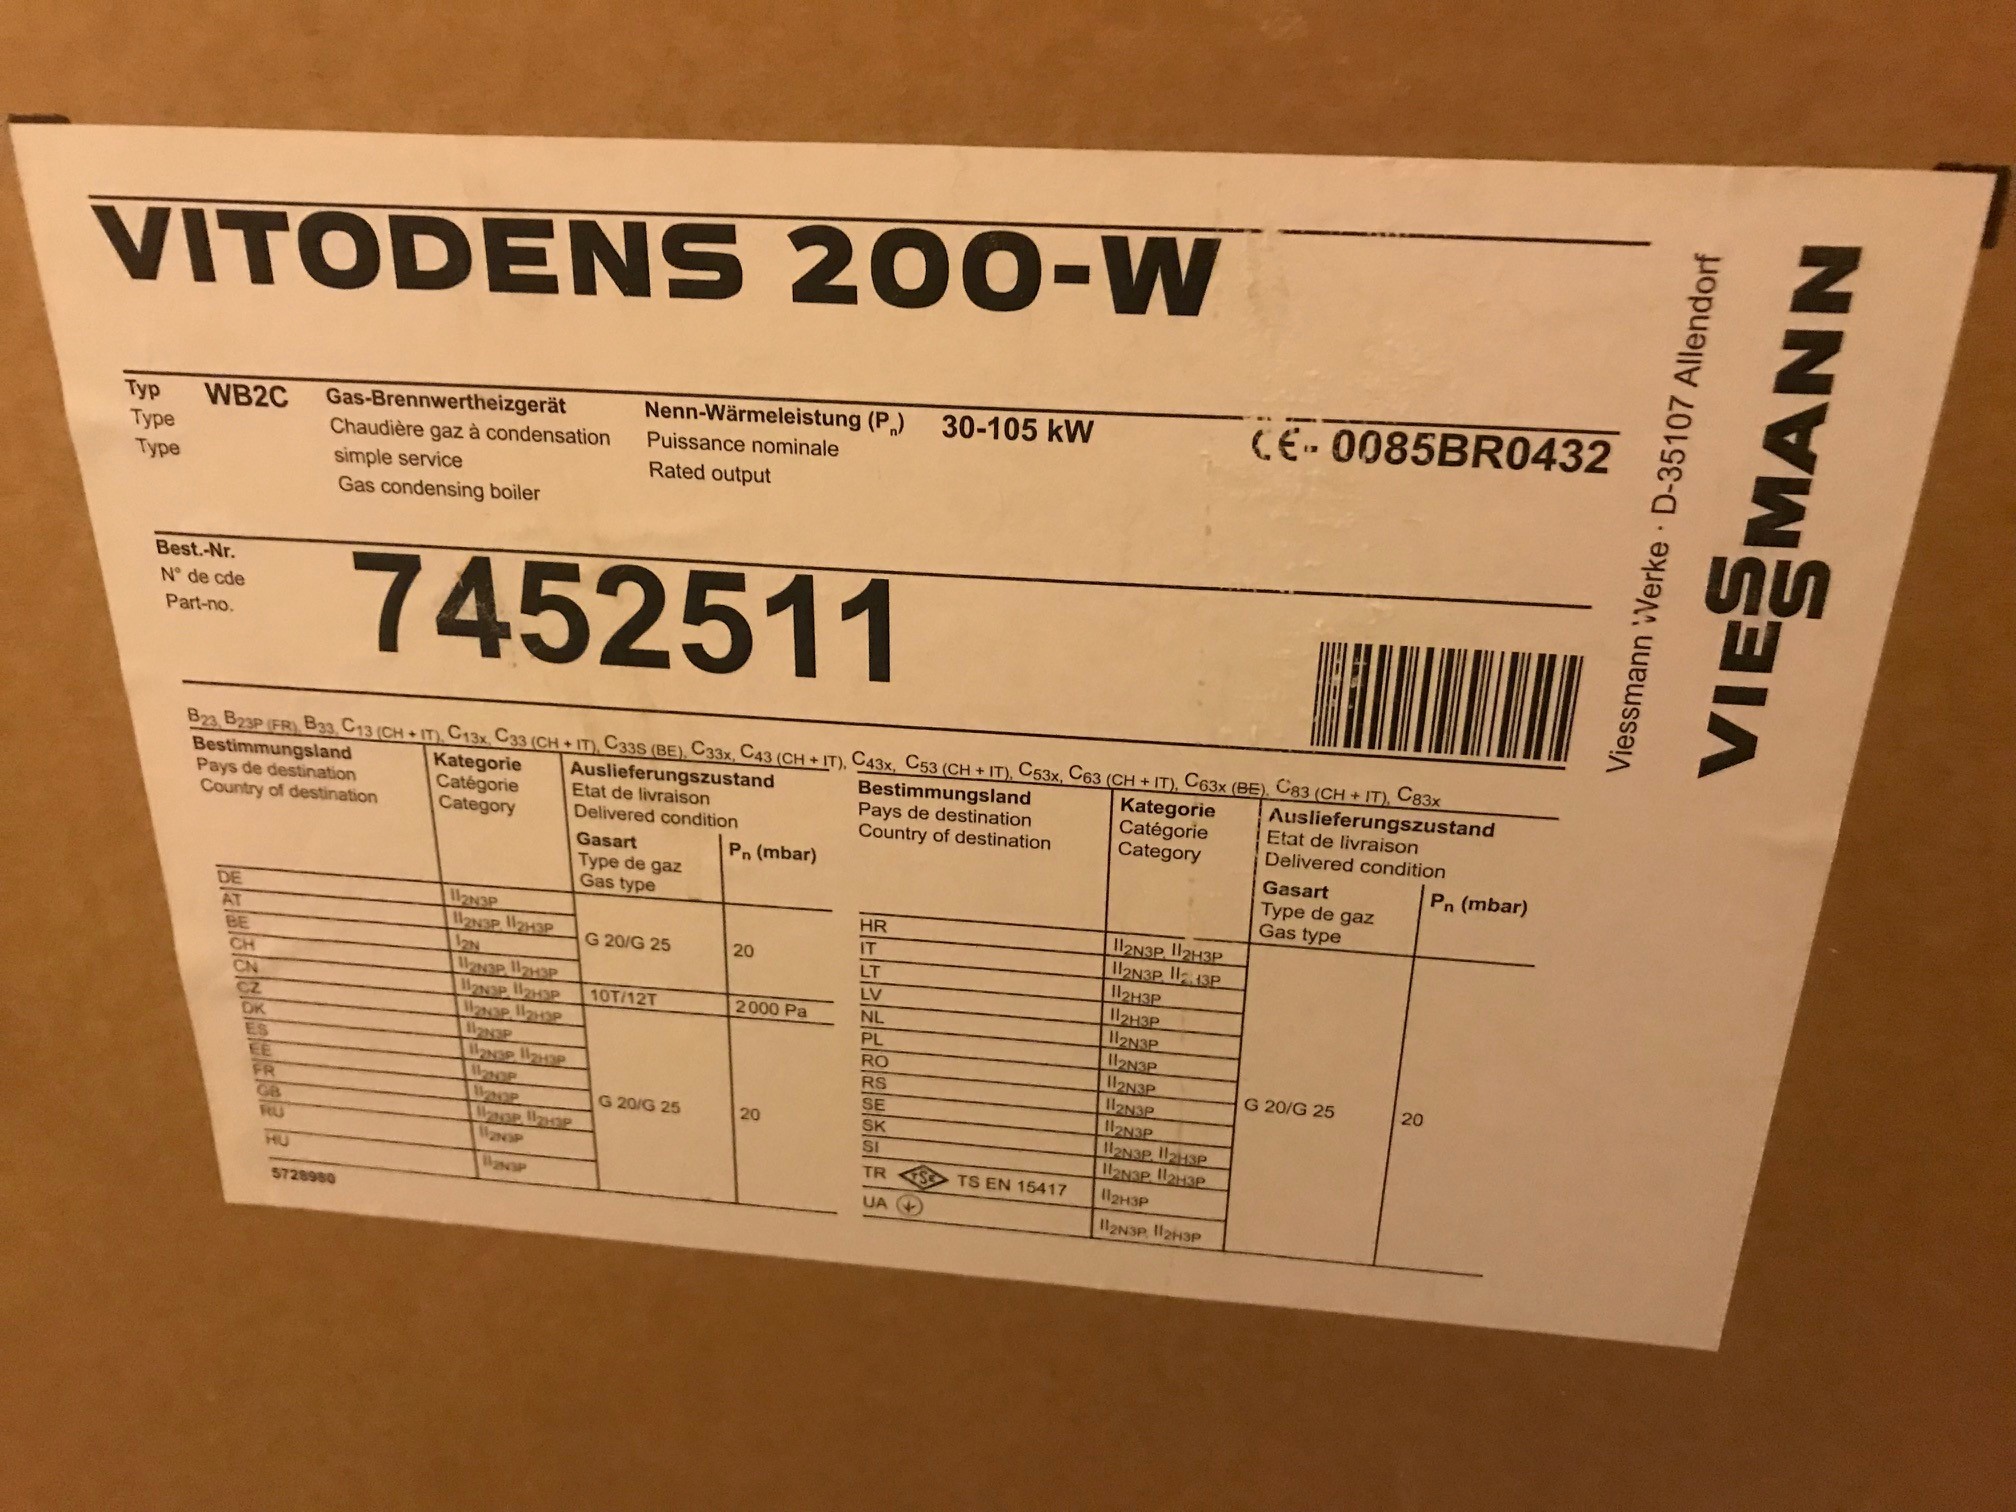 VITODENS 200-W
Typ WB2C Gas-Brennwertheizgerät Nenn-Wärmeleistung (Pn) 30-105 kW CE- 0085BR0432
Type Chaudière gaz à condensation Puissance nominale
Type simple service Rated output
Gas condensing boiler
Best.-Nr. 7452511
N° de cde
Part-no.
B23, B23P (FR), B33, C13 (CH + IT), C13x, C33 (CH + IT), C33S (BE), C33x, C43 (CH + IT), C43x, C53 (CH + IT), C53x, C63 (CH + IT), C63x (BE), C83 (CH + IT), C83x
Bestimmungsland Kategorie Auslieferungszustand
Pays de destination Catégorie Etat de livraison
Country of destination Category Delivered condition
Gasart Pn (mbar)
Type de gaz
Gas type
DE II2N3P
AT II2N3P, II2H3P
BE I2N
CH II2N3P, II2H3P
G 20/G 25 20
CN II2N3P, II2H3P 10T/12T 2000 Pa
CZ II2N3P, II2H3P
DK II2N3P
ES II2N3P, II2H3P
EE II2N3P
FR II2N3P
GB II2N3P, II2H3P
RU II2N3P
HU II2N3P
G 20/G 25 20
5728980
Bestimmungsland Kategorie Auslieferungszustand
Pays de destination Catégorie Etat de livraison
Country of destination Category Delivered condition
Gasart Pn (mbar)
Type de gaz
Gas type
HR II2N3P, II2H3P
IT II2N3P,
LT II2H3P
LV II2H3P
NL II2N3P
PL II2N3P
RO II2N3P
RS II2N3P
SE II2N3P
SK II2N3P, II2H3P
SI II2N3P, II2H3P
TR TSE TS EN 15417 II2H3P
UA II2N3P, II2H3P
G 20/G 25 20
Viessmann Werke · D-35107 Allendorf
VIESSMANN